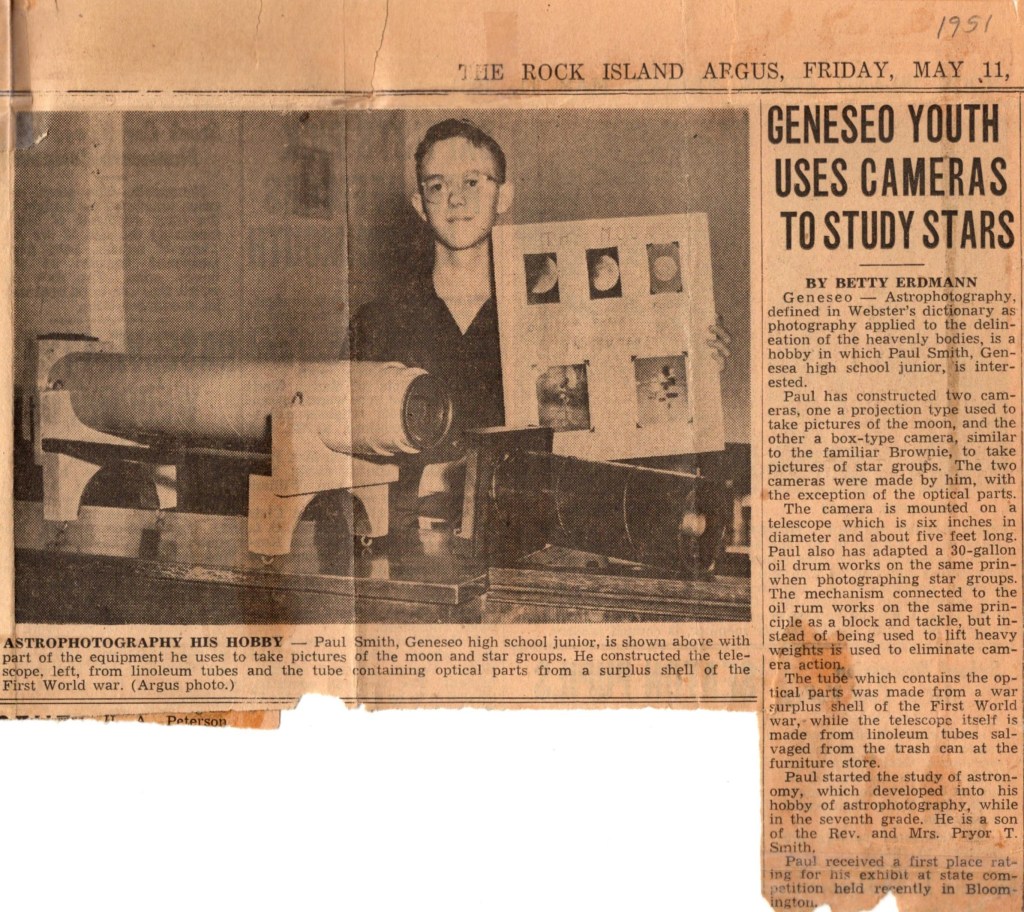 1951
THE ROCK ISLAND ARGUS, FRIDAY, MAY 11,
GENESEO YOUTH
USES CAMERAS
TO STUDY STARS
BY BETTY ERDMANN
Geneseo — Astrophotography,
defined in Webster's dictionary as
photography applied to the delin-
eation of the heavenly bodies, is a
hobby in which Paul Smith, Gen-
esea high school junior, is inter-
ested.
Paul has constructed two cam-
eras, one a projection type used to
take pictures of the moon, and the
other a box-type camera, similar
to the familiar Brownie, to take
pictures of star groups. The two
cameras were made by him, with
the exception of the optical parts.
The camera is mounted on a
telescope which is six inches in
diameter and about five feet long.
Paul also has adapted a 30-gallon
oil drum works on the same prin-
when photographing star groups.
The mechanism connected to the
oil rum works on the same prin-
ciple as a block and tackle, but in-
stead of being used to lift heavy
weights is used to eliminate cam-
era action.
The tube which contains the op-
tical parts was made from a war
surplus shell of the First World
war, while the telescope itself is
made from linoleum tubes sal-
vaged from the trash can at the
furniture store.
Paul started the study of astron-
omy, which developed into his
hobby of astrophotography, while
in the seventh grade. He is a son
of the Rev. and Mrs. Pryor T.
Smith.
Paul received a first place rat-
ing for his exhibit at state com-
petition held recently in Bloom-
ington.
THE MOON
ASTROPHOTOGRAPHY HIS HOBBY — Paul Smith, Geneseo high school junior, is shown above with
part of the equipment he uses to take pictures of the moon and star groups. He constructed the tele-
scope, left, from linoleum tubes and the tube containing optical parts from a surplus shell of the
First World war. (Argus photo.)
H. A. Peterson